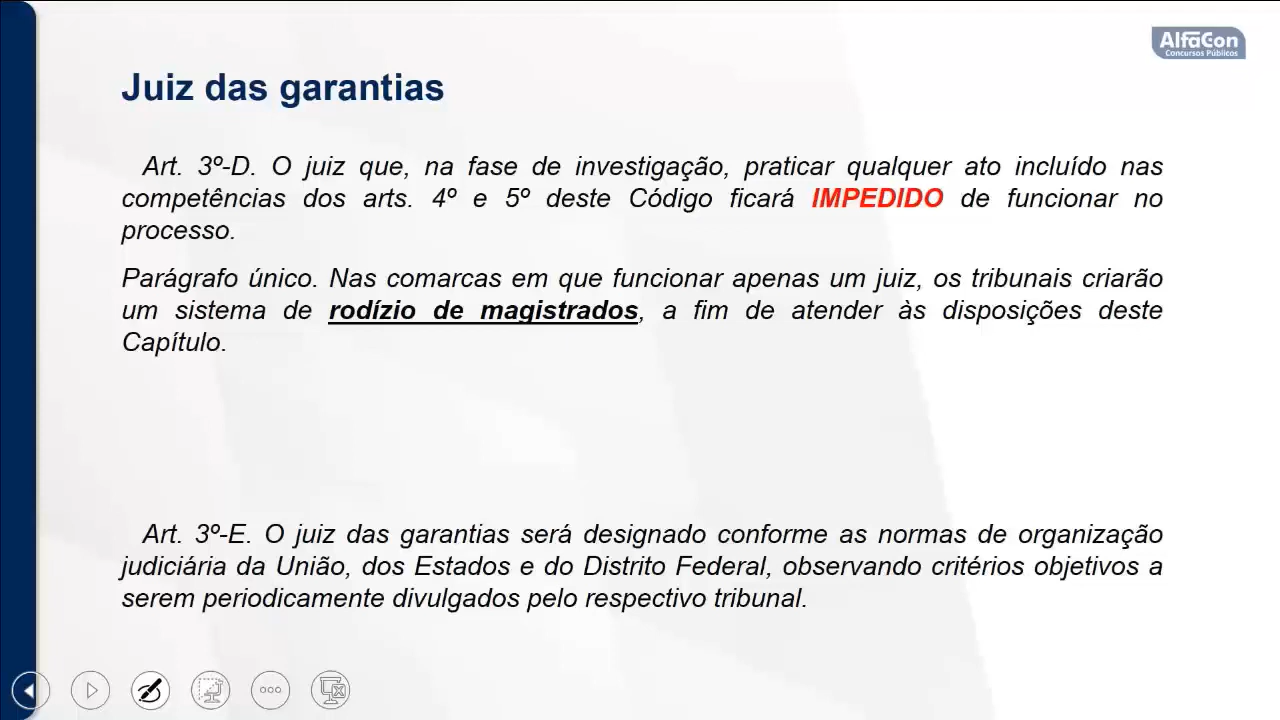 AlfaCon
Concursos Públicos
Juiz das garantias
Art. 3º-D. O juiz que, na fase de investigação, praticar qualquer ato incluído nas
competências dos arts. 4º e 5º deste Código ficará IMPEDIDO de funcionar no
processo.
Parágrafo único. Nas comarcas em que funcionar apenas um juiz, os tribunais criarão
um sistema de rodízio de magistrados, a fim de atender às disposições deste
Capítulo.
Art. 3º-E. O juiz das garantias será designado conforme as normas de organização
judiciária da União, dos Estados e do Distrito Federal, observando critérios objetivos a
serem periodicamente divulgados pelo respectivo tribunal.